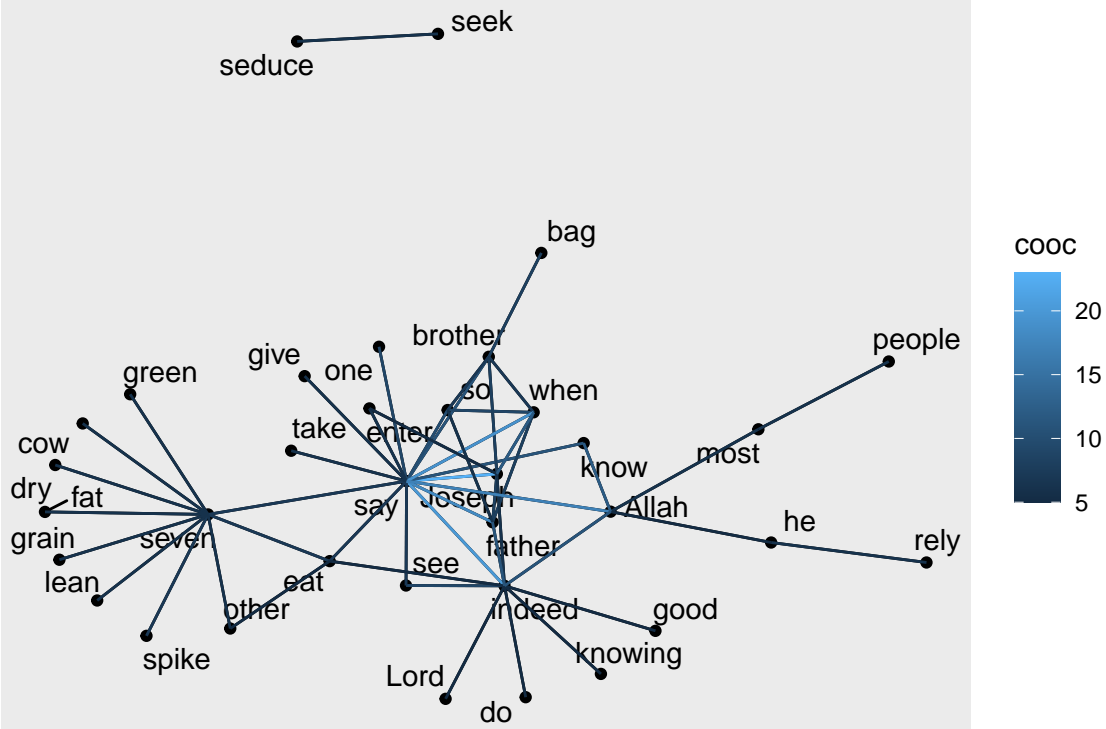 seek
seduce
bag
brother
people
give
one
green
so
when
take
enter
cow
know
most
dry
fat
say
Joseph
Allah
he
grain
seven
father
rely
lean
eat
see
other
indeed
good
spike
knowing
Lord
do
cooc
20
15
10
5